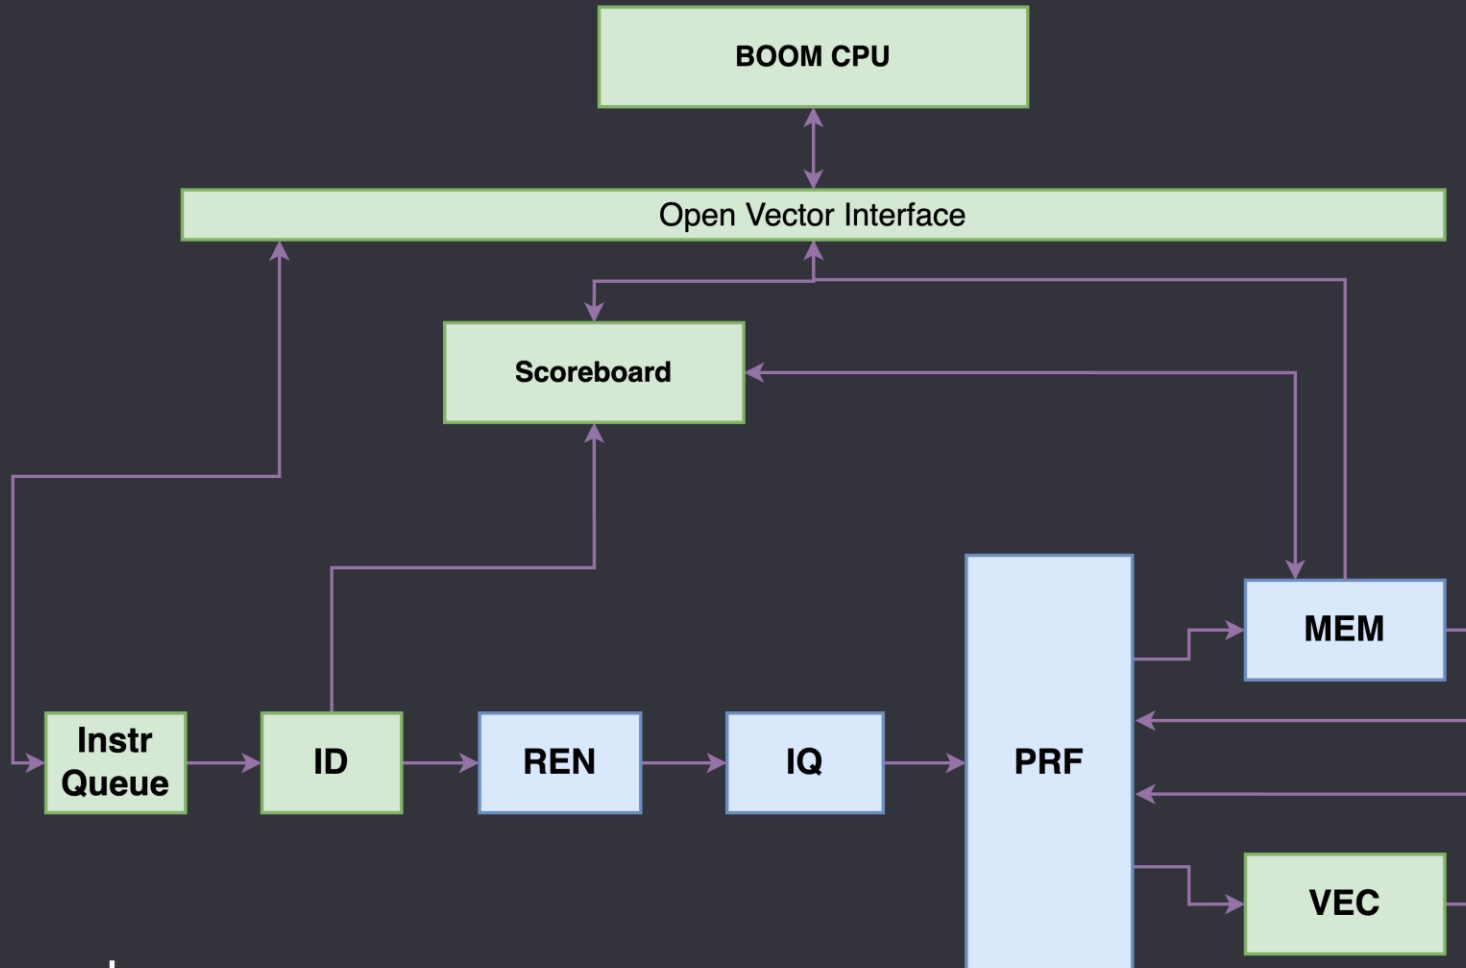 BOOM CPU
Open Vector Interface
Scoreboard
MEM
Instr
Queue
ID
REN
IQ
PRF
VEC